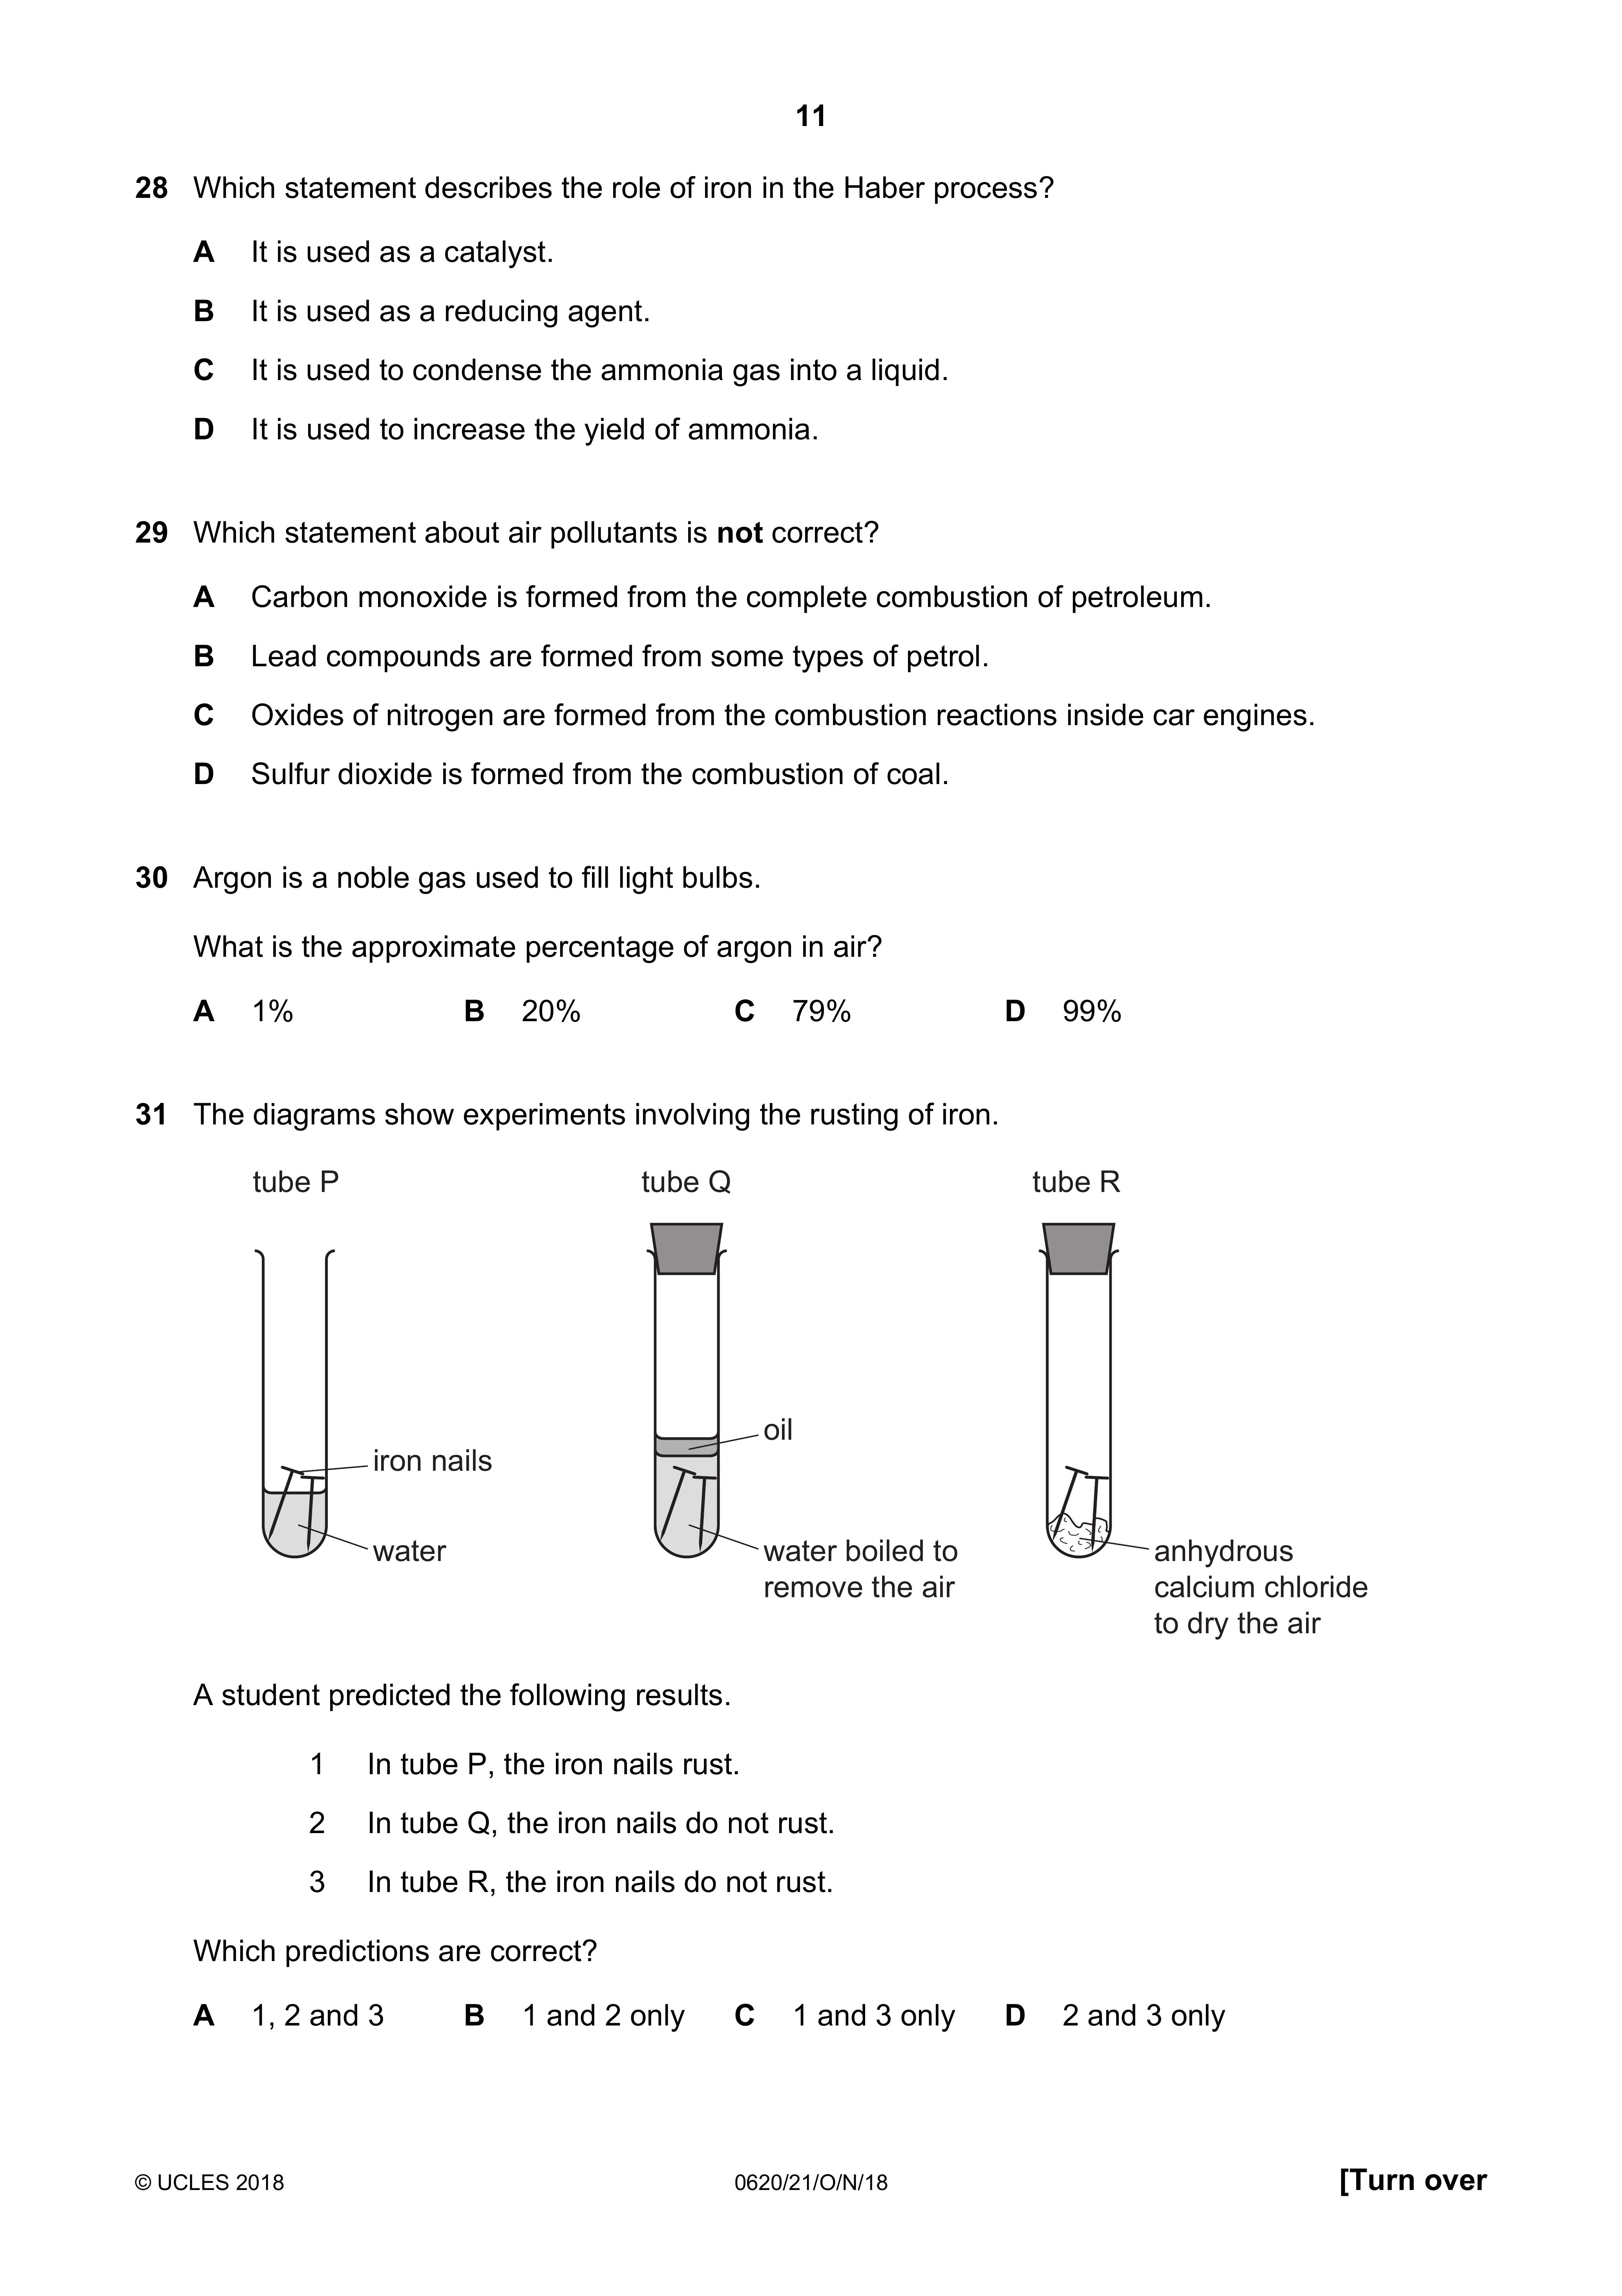 11
28 Which statement describes the role of iron in the Haber process?
A It is used as a catalyst.
B It is used as a reducing agent.
C It is used to condense the ammonia gas into a liquid.
D It is used to increase the yield of ammonia.
29 Which statement about air pollutants is not correct?
A Carbon monoxide is formed from the complete combustion of petroleum.
B Lead compounds are formed from some types of petrol.
C Oxides of nitrogen are formed from the combustion reactions inside car engines.
D Sulfur dioxide is formed from the combustion of coal.
30 Argon is a noble gas used to fill light bulbs.
What is the approximate percentage of argon in air?
A 1% B 20% C 79% D 99%
31 The diagrams show experiments involving the rusting of iron.
tube P tube Q tube R
oil
iron nails
water
water boiled to
remove the air
anhydrous
calcium chloride
to dry the air
A student predicted the following results.
1 In tube P, the iron nails rust.
2 In tube Q, the iron nails do not rust.
3 In tube R, the iron nails do not rust.
Which predictions are correct?
A 1, 2 and 3 B 1 and 2 only C 1 and 3 only D 2 and 3 only
© UCLES 2018 0620/21/O/N/18 [Turn over